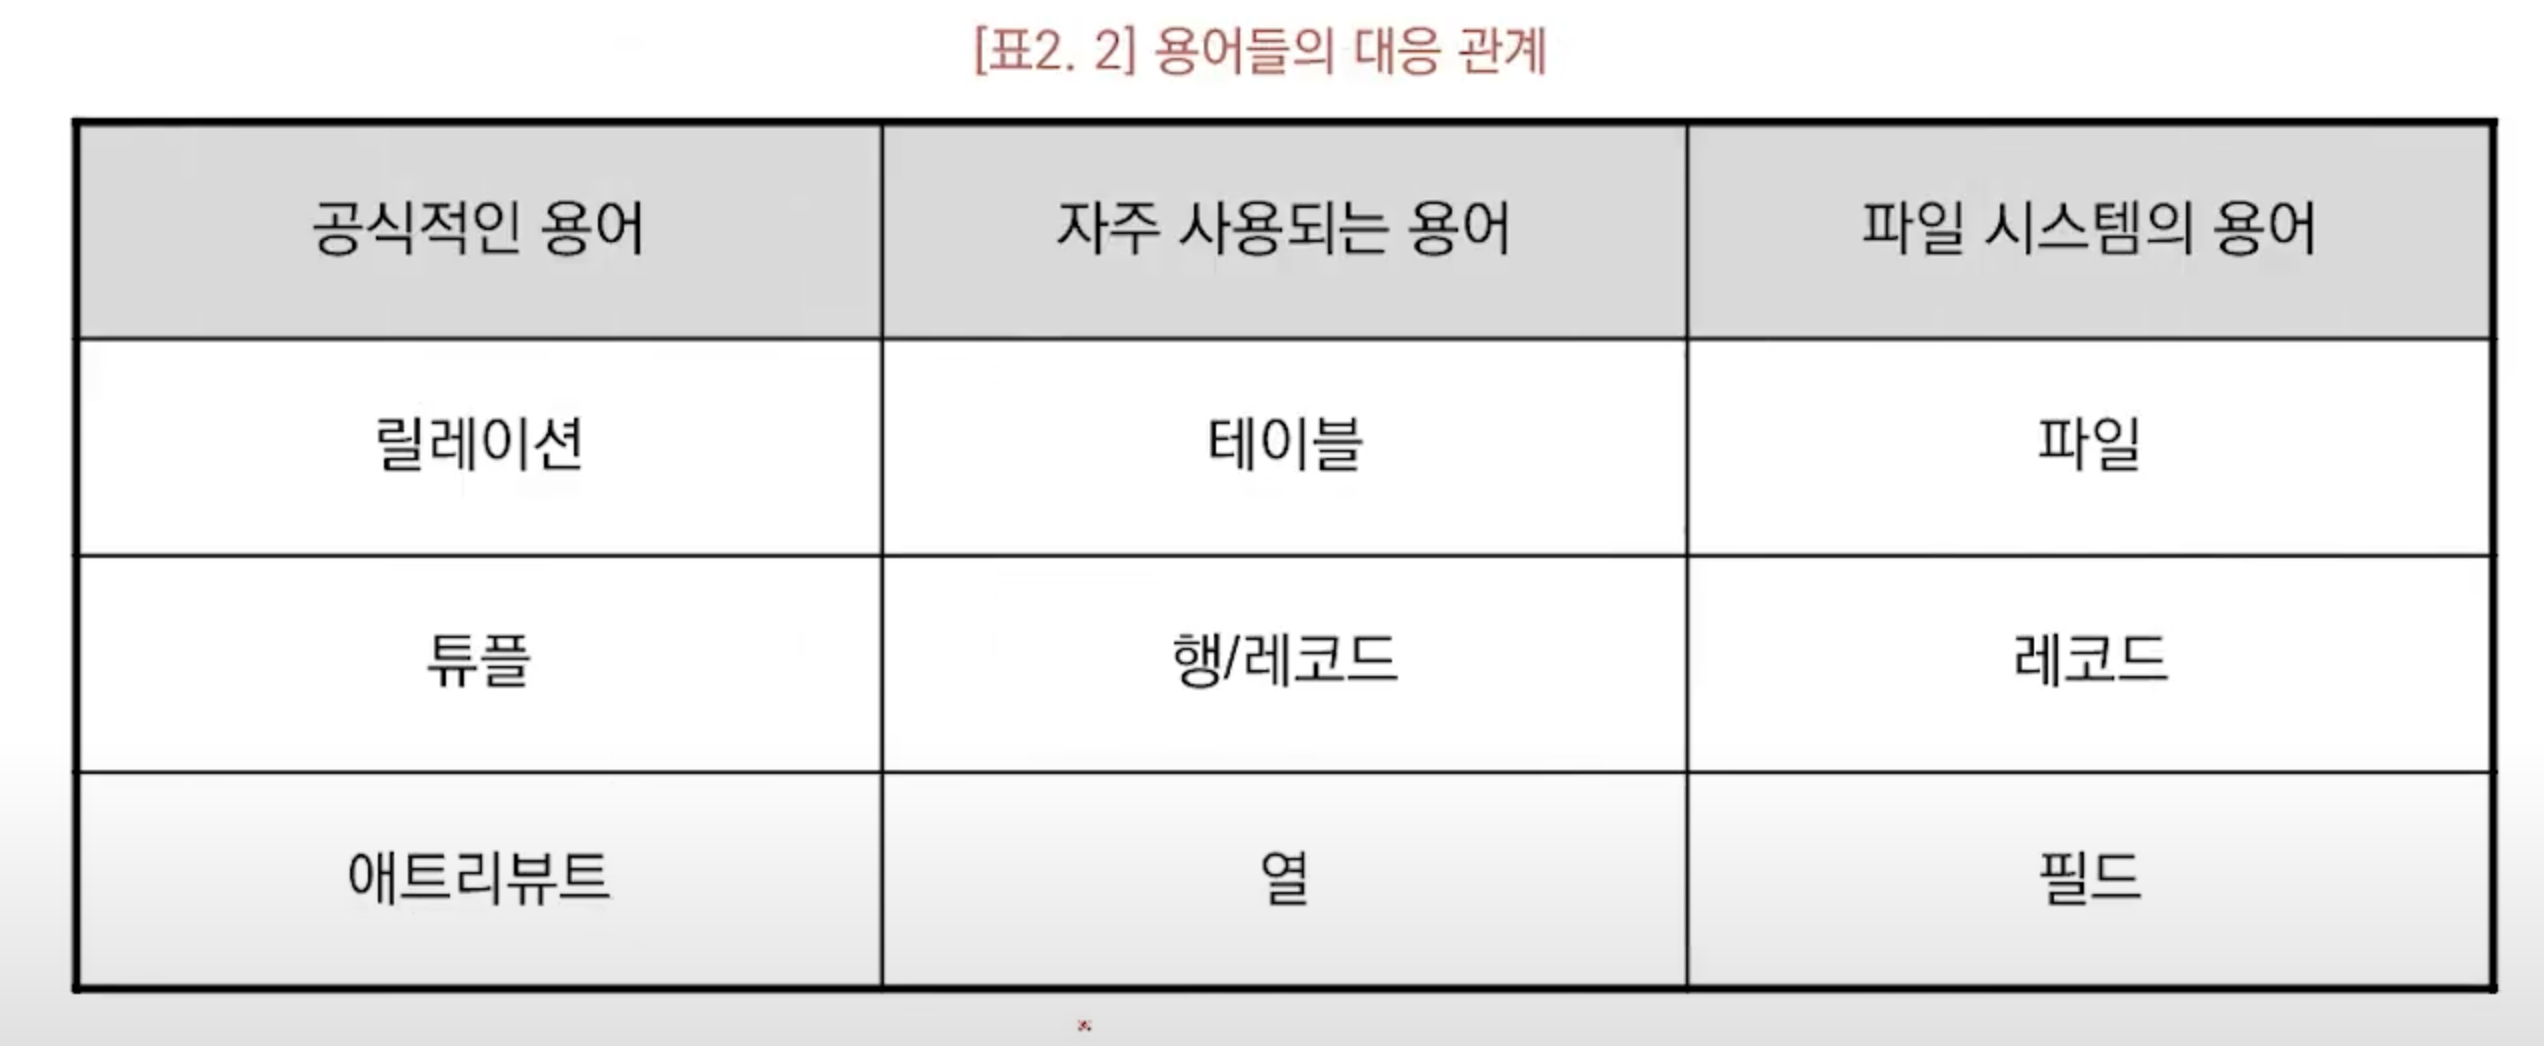 [표2. 2] 용어들의 대응 관계
공식적인 용어 자주 사용되는 용어 파일 시스템의 용어
릴레이션 테이블 파일
튜플 행/레코드 레코드
애트리뷰트 열 필드